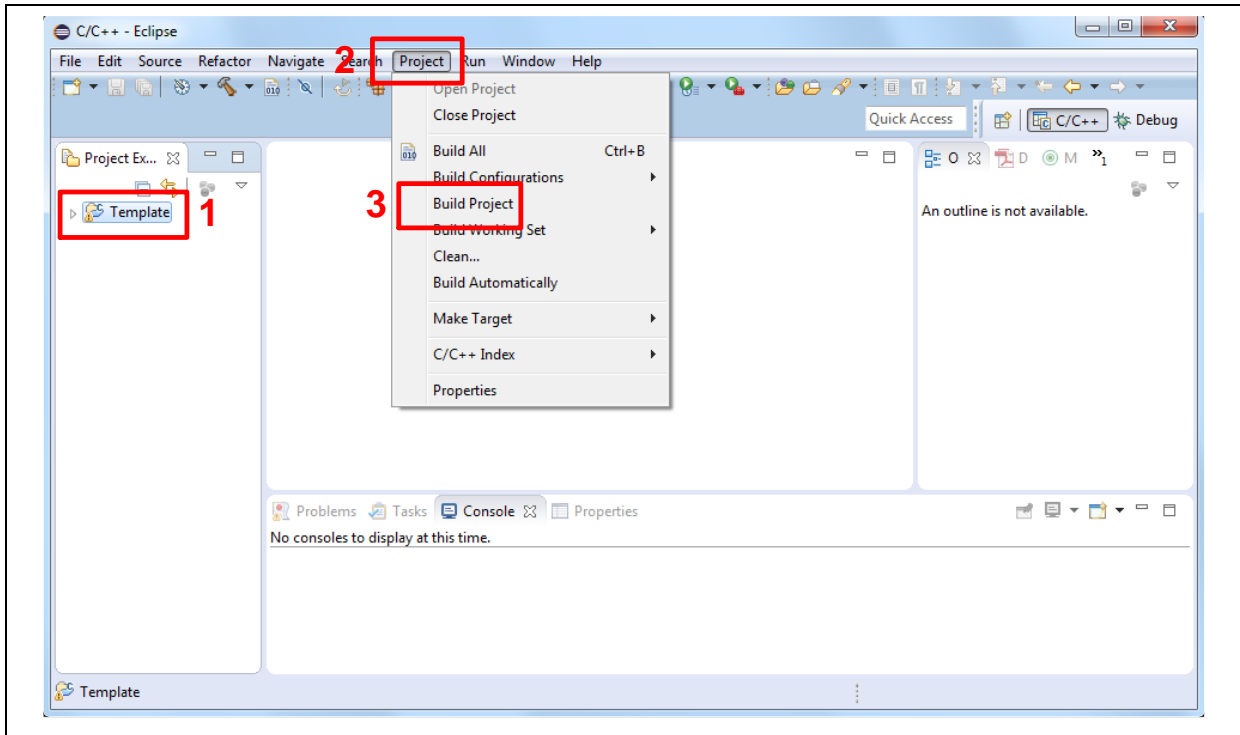 C/C++ - Eclipse
File Edit Source Refactor Navigate Search Project Run Window Help
2
Open Project
Close Project
Build All Ctrl+B
Build Configurations
Build Project
Build Working Set
Clean...
Build Automatically
Make Target
C/C++ Index
Properties
3
Quick Access
C/C++ Debug
Project Ex...
Template
1
O D M »1
An outline is not available.
Problems Tasks Console Properties
No consoles to display at this time.
Template